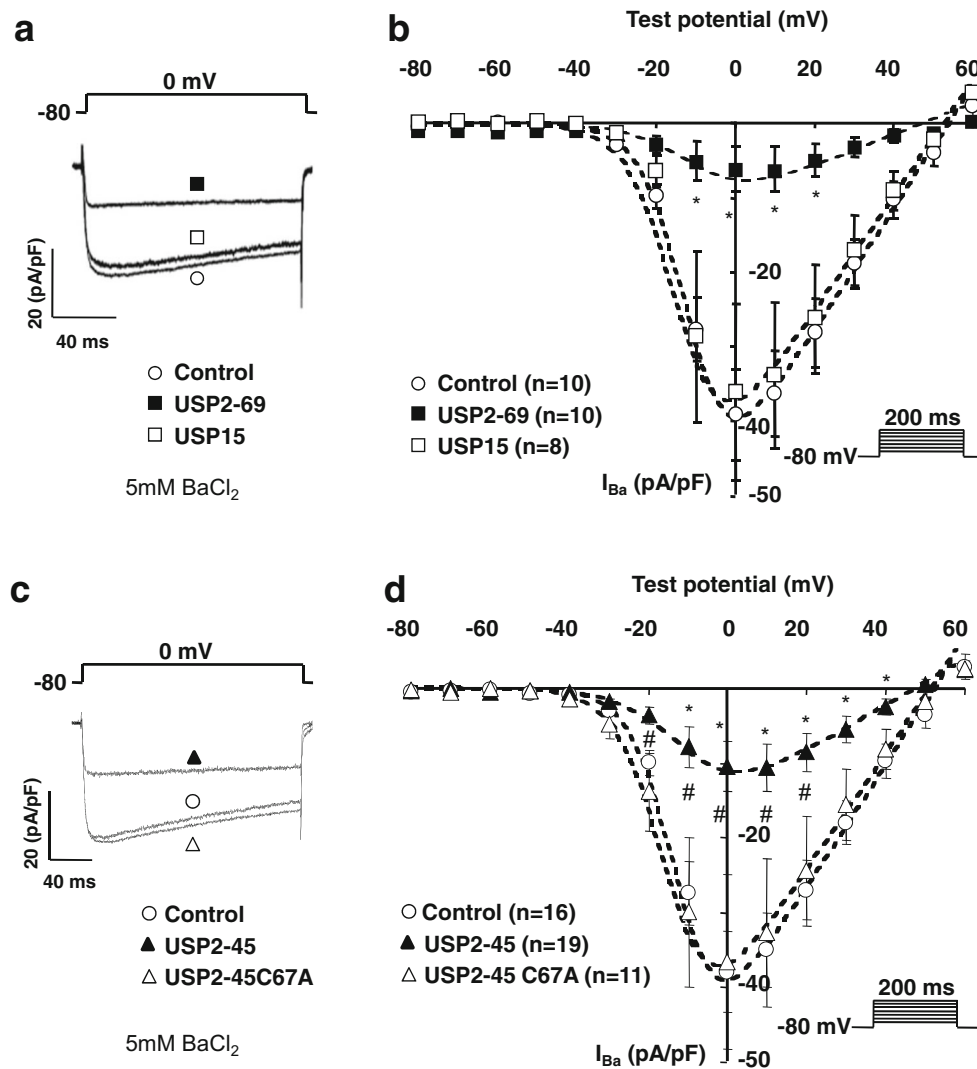 a
0 mV
-80
20 (pA/pF)
40 ms
Control
USP2-69
USP15
5mM BaCl2
b
Test potential (mV)
-80 -60 -40 -20 0 20 40 60
* * * *
-20
-40
-50
Control (n=10)
USP2-69 (n=10)
USP15 (n=8)
IBa (pA/pF)
200 ms
-80 mV
c
0 mV
-80
20 (pA/pF)
40 ms
Control
USP2-45
USP2-45C67A
5mM BaCl2
d
Test potential (mV)
-80 -60 -40 -20 0 20 40 60
* * * * * *
# # # # #
-20
-40
-50
Control (n=16)
USP2-45 (n=19)
USP2-45 C67A (n=11)
IBa (pA/pF)
200 ms
-80 mV